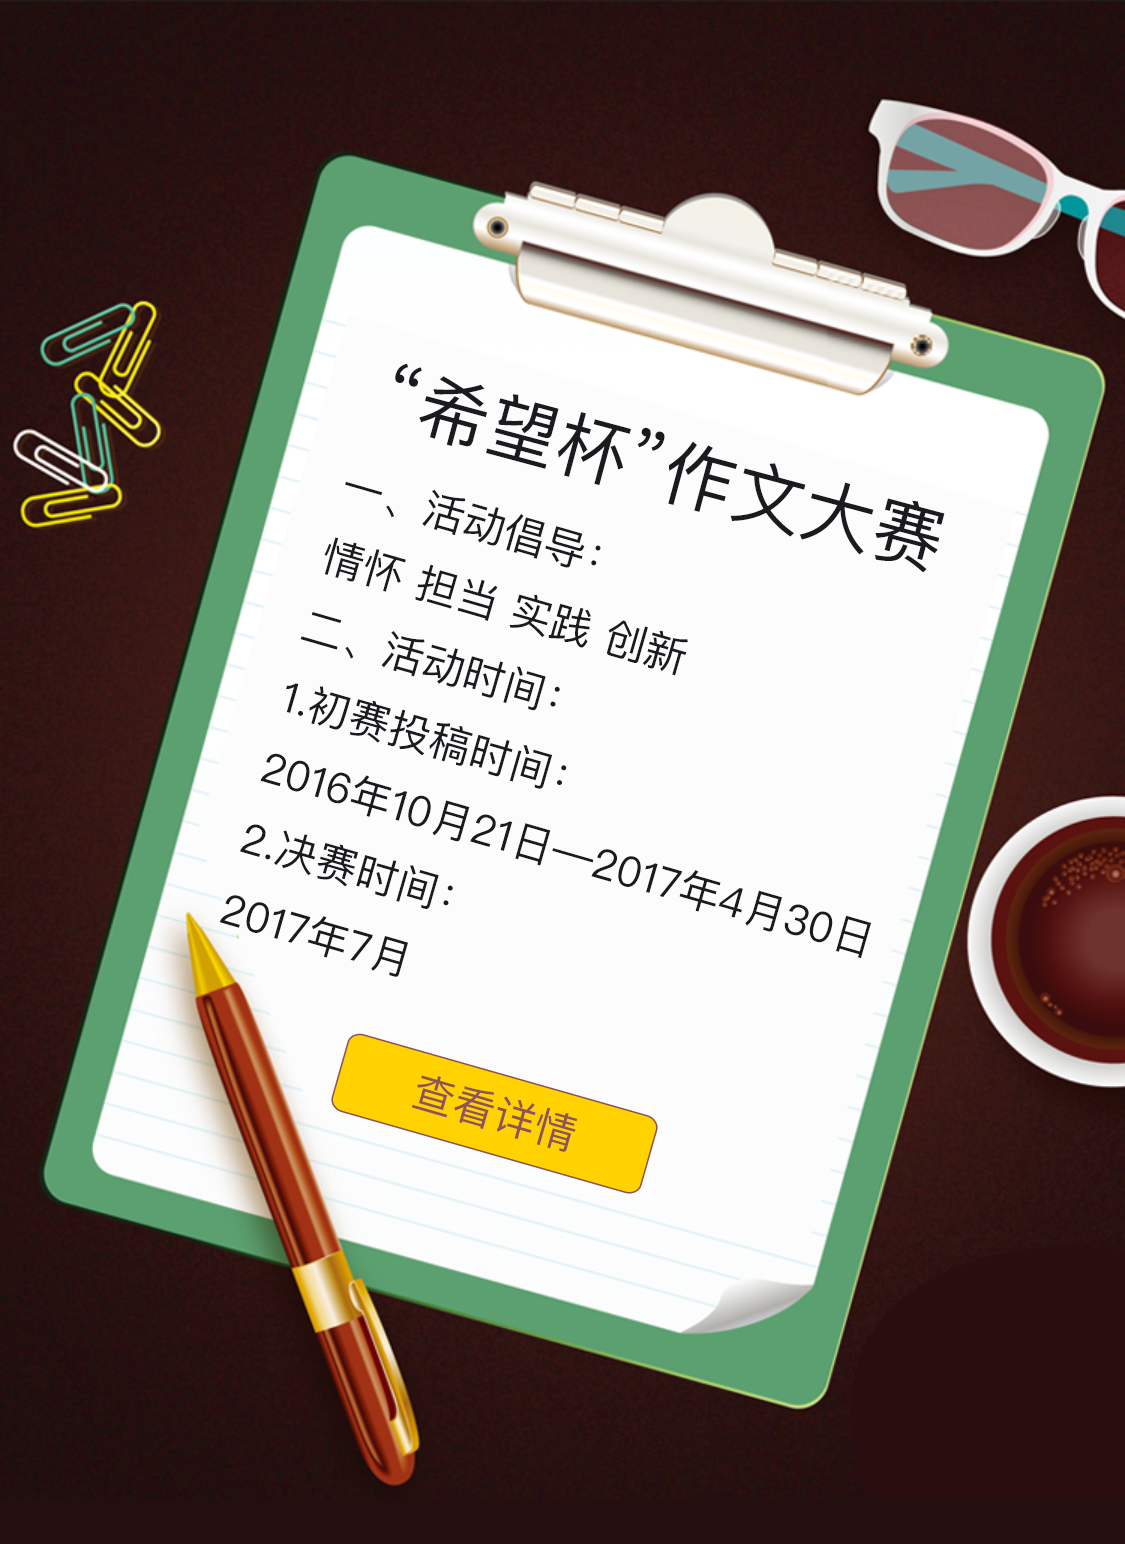 “希望杯”作文大赛
一、活动倡导：
情怀 担当 实践 创新
二、活动时间：
1.初赛投稿时间：
2016年10月21日—2017年4月30日
2.决赛时间：
2017年7月
查看详情